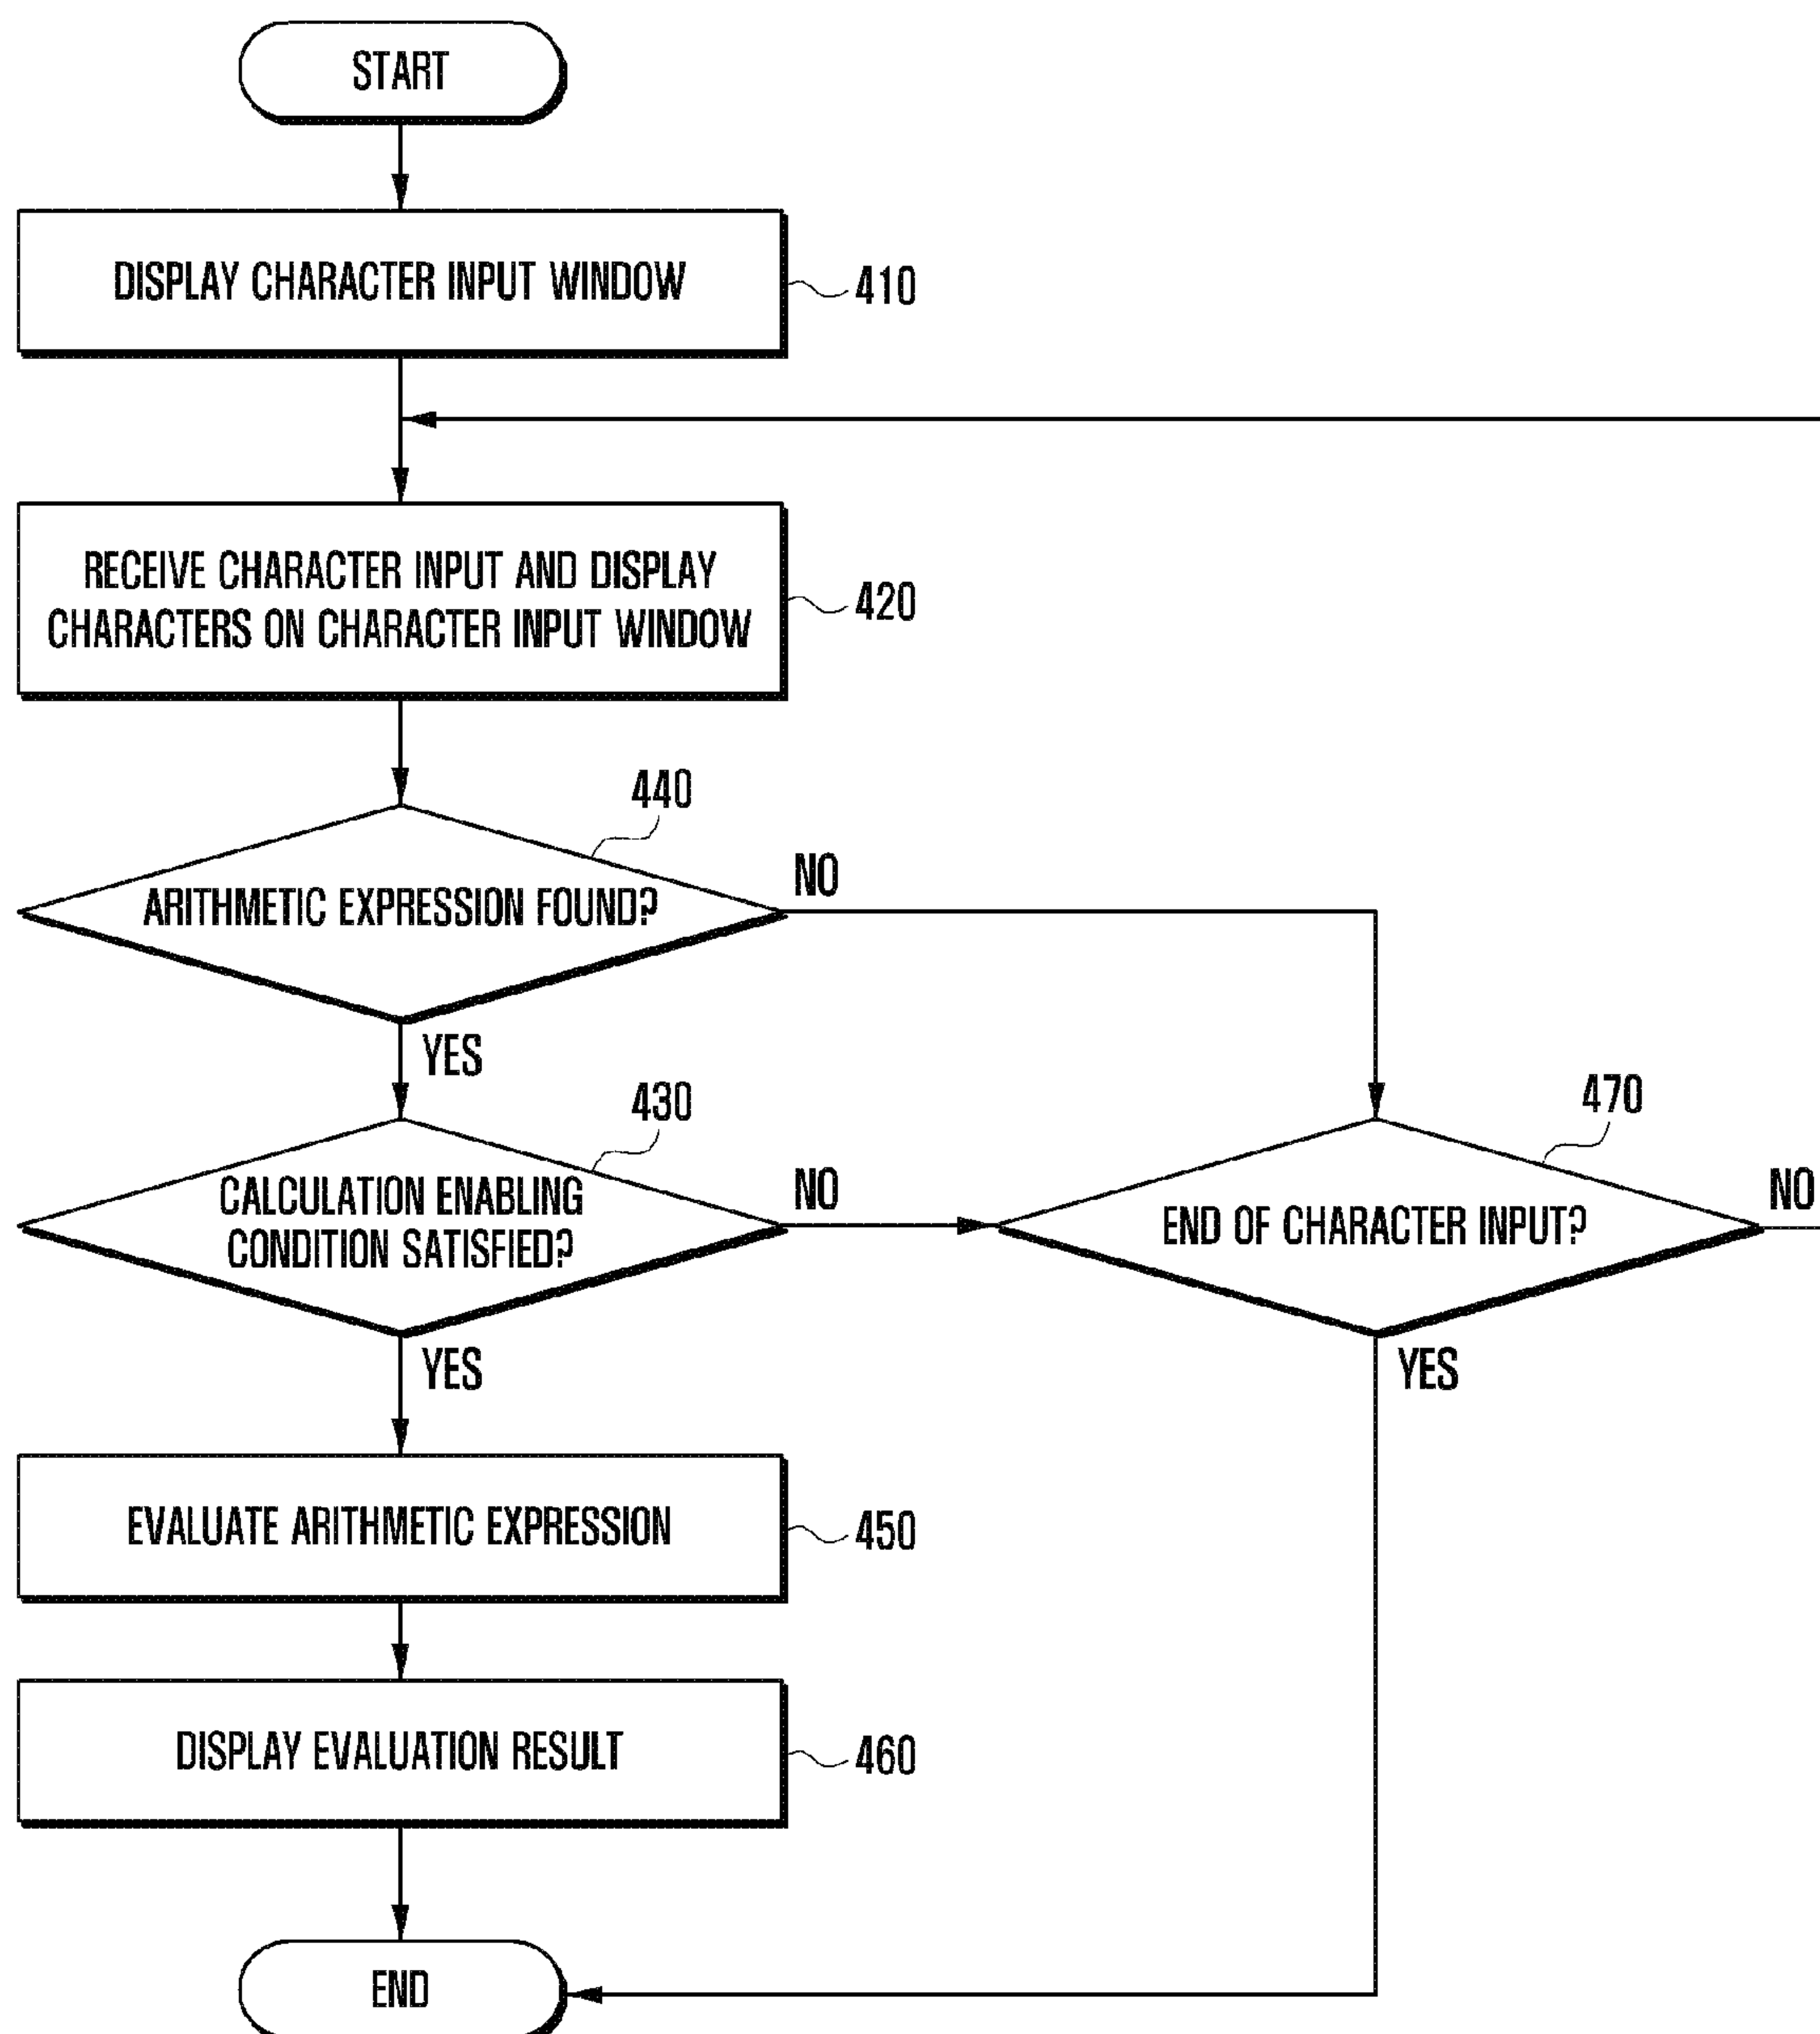 START
DISPLAY CHARACTER INPUT WINDOW
410
RECEIVE CHARACTER INPUT AND DISPLAY
CHARACTERS ON CHARACTER INPUT WINDOW
420
440
ARITHMETIC EXPRESSION FOUND?
NO
YES
430
CALCULATION ENABLING
CONDITION SATISFIED?
NO
470
END OF CHARACTER INPUT?
NO
YES
YES
EVALUATE ARITHMETIC EXPRESSION
450
DISPLAY EVALUATION RESULT
460
END